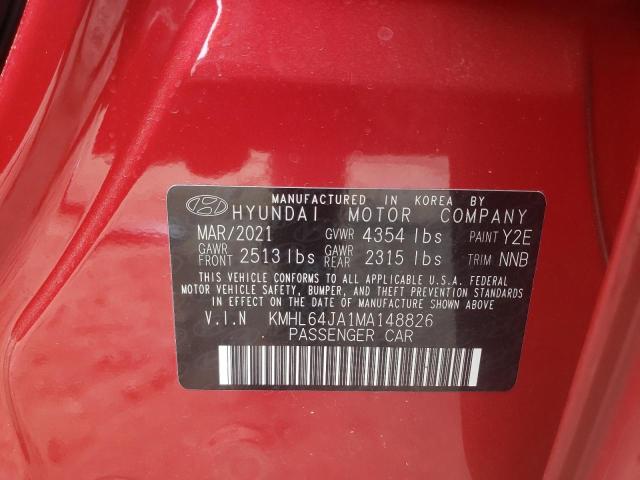 MANUFACTURED IN KOREA BY
HYUNDAI MOTOR COMPANY
MAR/2021 GVWR 4354 lbs PAINT Y2E
GAWR FRONT 2513 lbs GAWR REAR 2315 lbs TRIM NNB
THIS VEHICLE CONFORMS TO ALL APPLICABLE U.S.A. FEDERAL
MOTOR VEHICLE SAFETY, BUMPER, AND THEFT PREVENTION STANDARDS
IN EFFECT ON THE DATE OF MANUFACTURE SHOWN ABOVE.
V.I.N KMHL64JA1MA148826
PASSENGER CAR